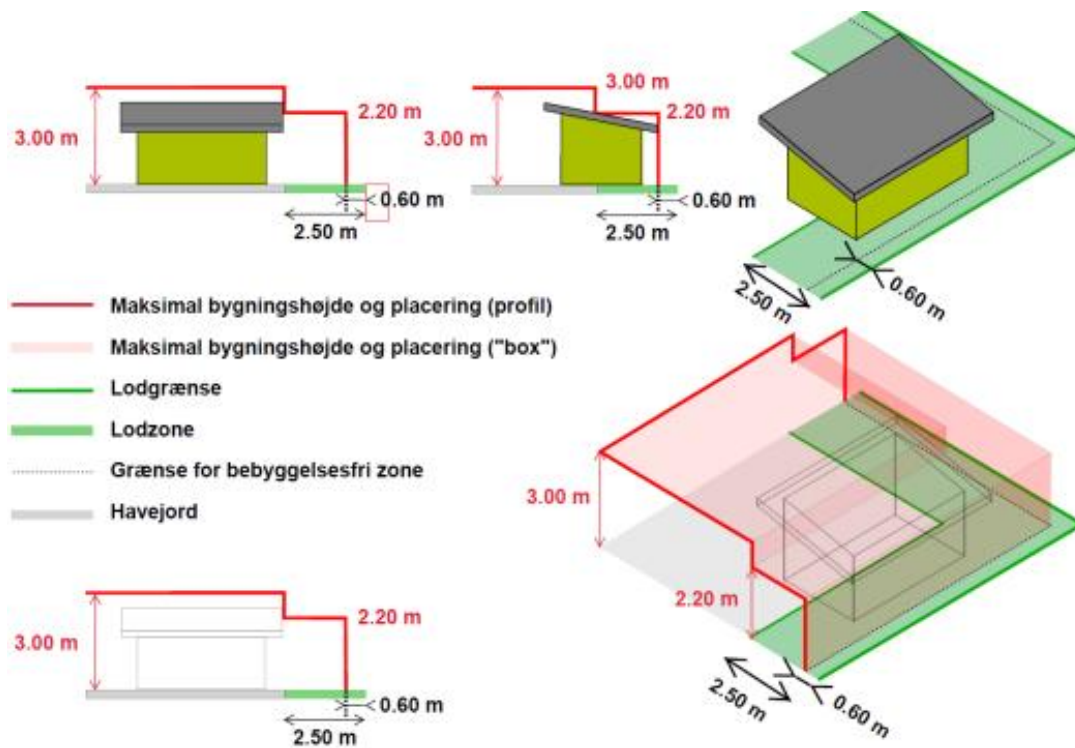 3.00 m
2.20 m
0.60 m
2.50 m
3.00 m
3.00 m
2.20 m
0.60 m
2.50 m
2.50 m
0.60 m
Maksimal bygningshøjde og placering (profil)
Maksimal bygningshøjde og placering ("box")
Lodgrænse
Lodzone
Grænse for bebyggelsesfri zone
Havejord
3.00 m
2.20 m
2.50 m
0.60 m
3.00 m
2.20 m
0.60 m
2.50 m